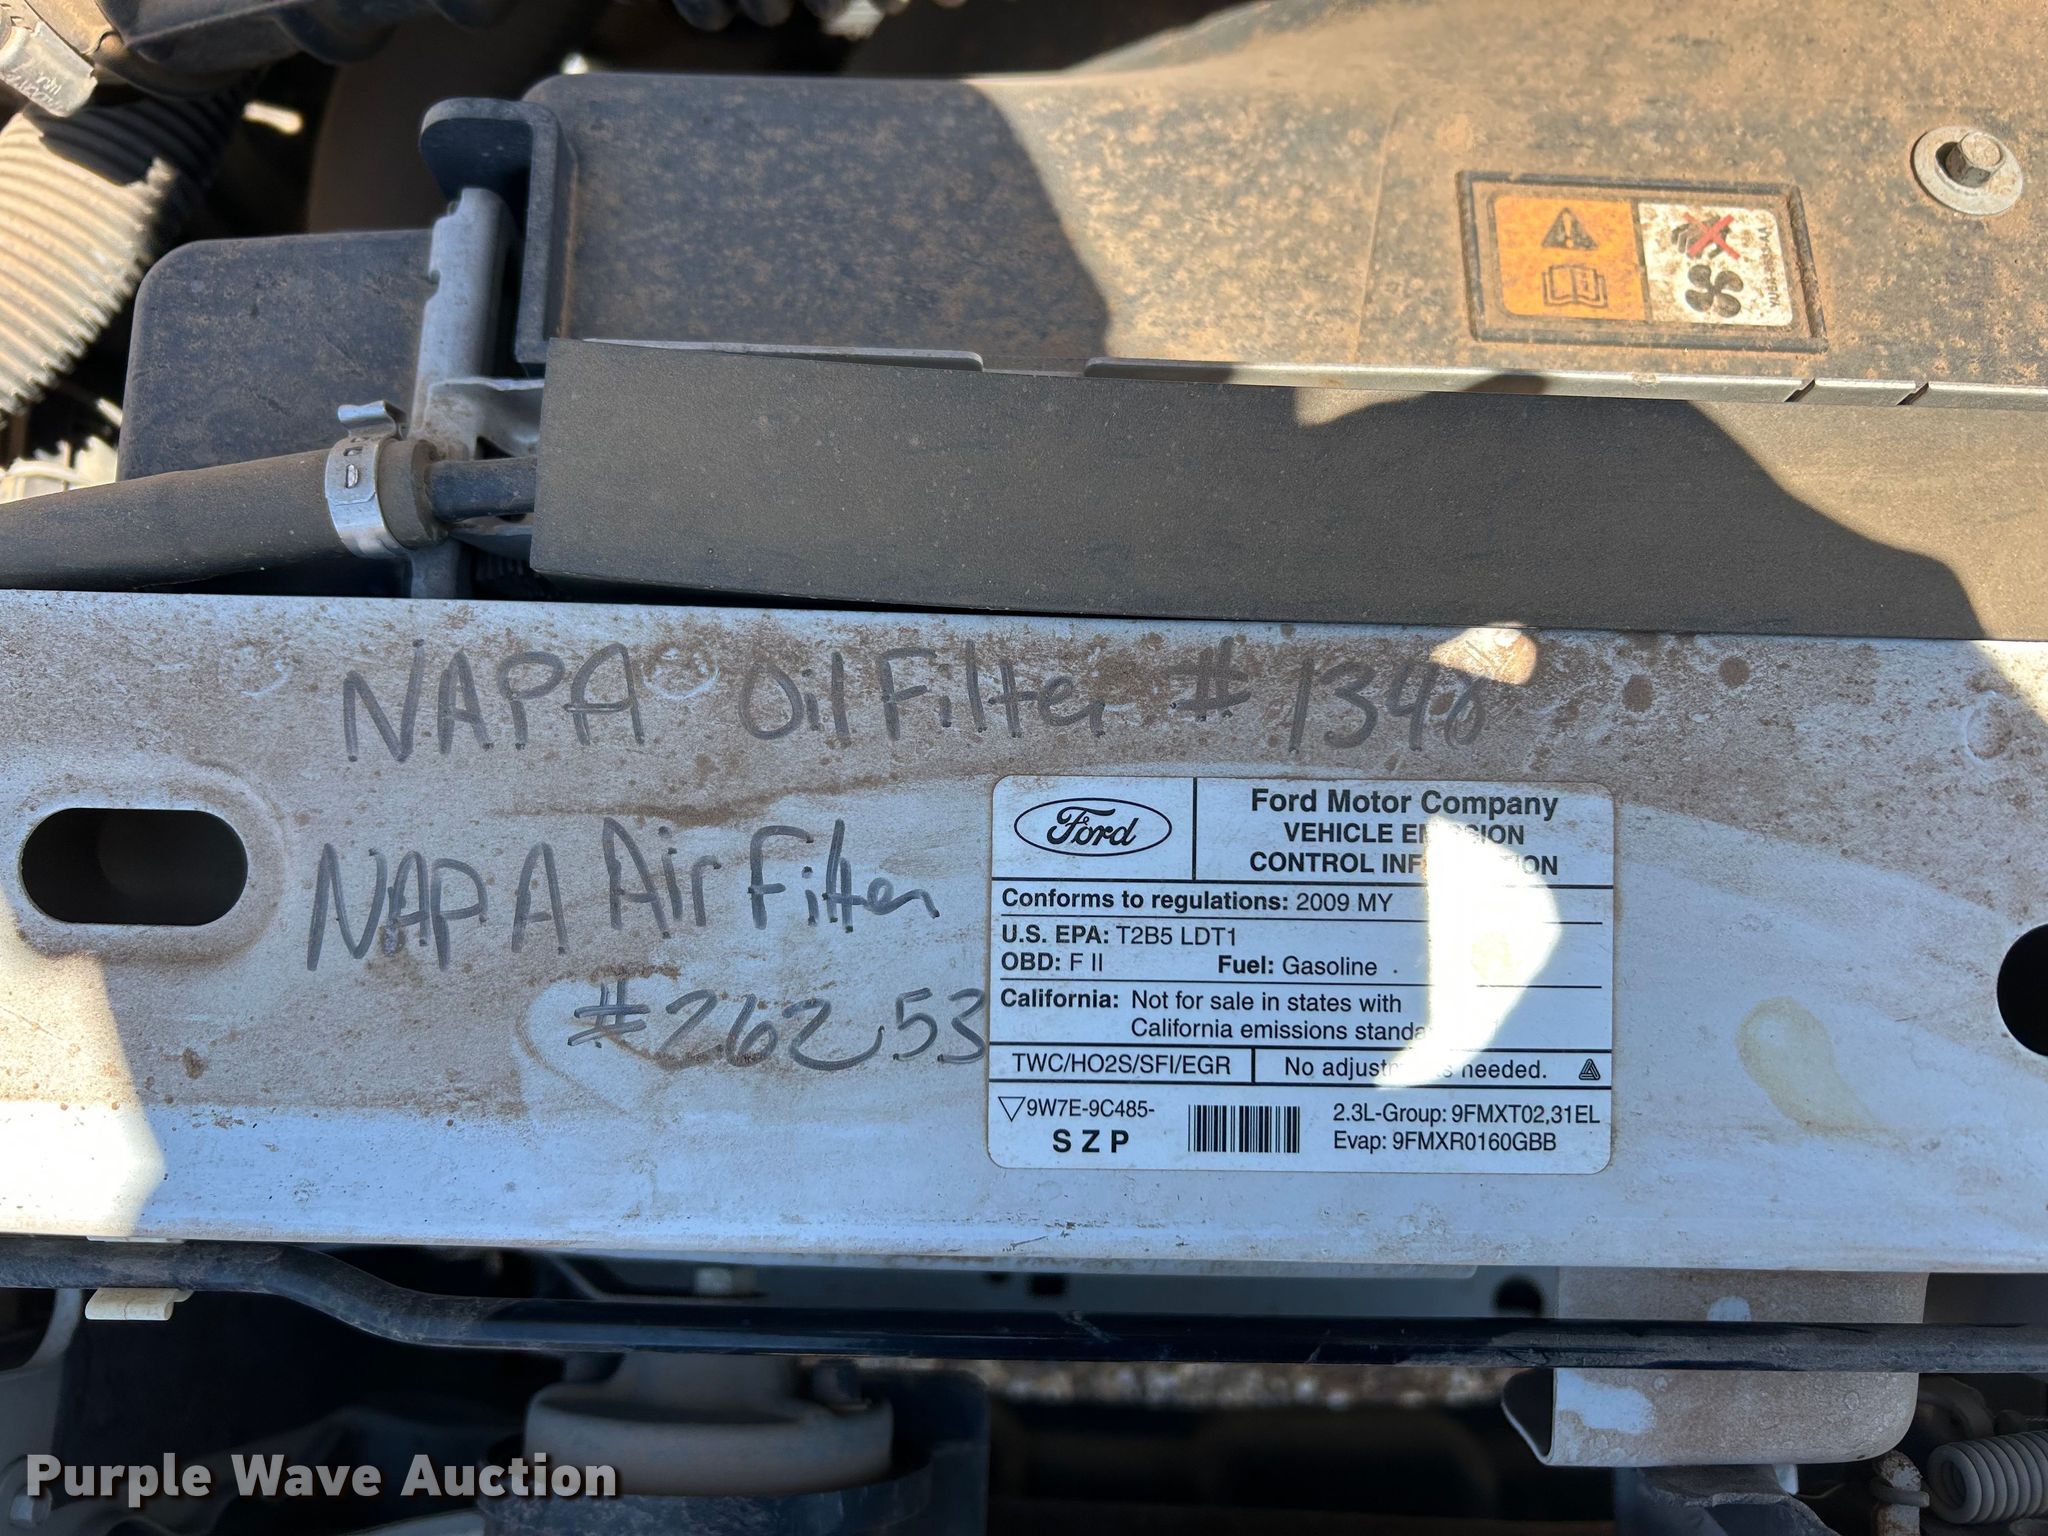 NAPA Oil Filter # 1348
NAPA Air Filter
#26253
Ford
Ford Motor Company
VEHICLE EMISSION
CONTROL INFORMATION
Conforms to regulations: 2009 MY
U.S. EPA: T2B5 LDT1
OBD: F II Fuel: Gasoline
California: Not for sale in states with
California emissions standa
TWC/HO2S/SFI/EGR No adjustments needed.
9W7E-9C485-
SZP
2.3L-Group: 9FMXT02,31EL
Evap: 9FMXR0160GBB
Purple Wave Auction